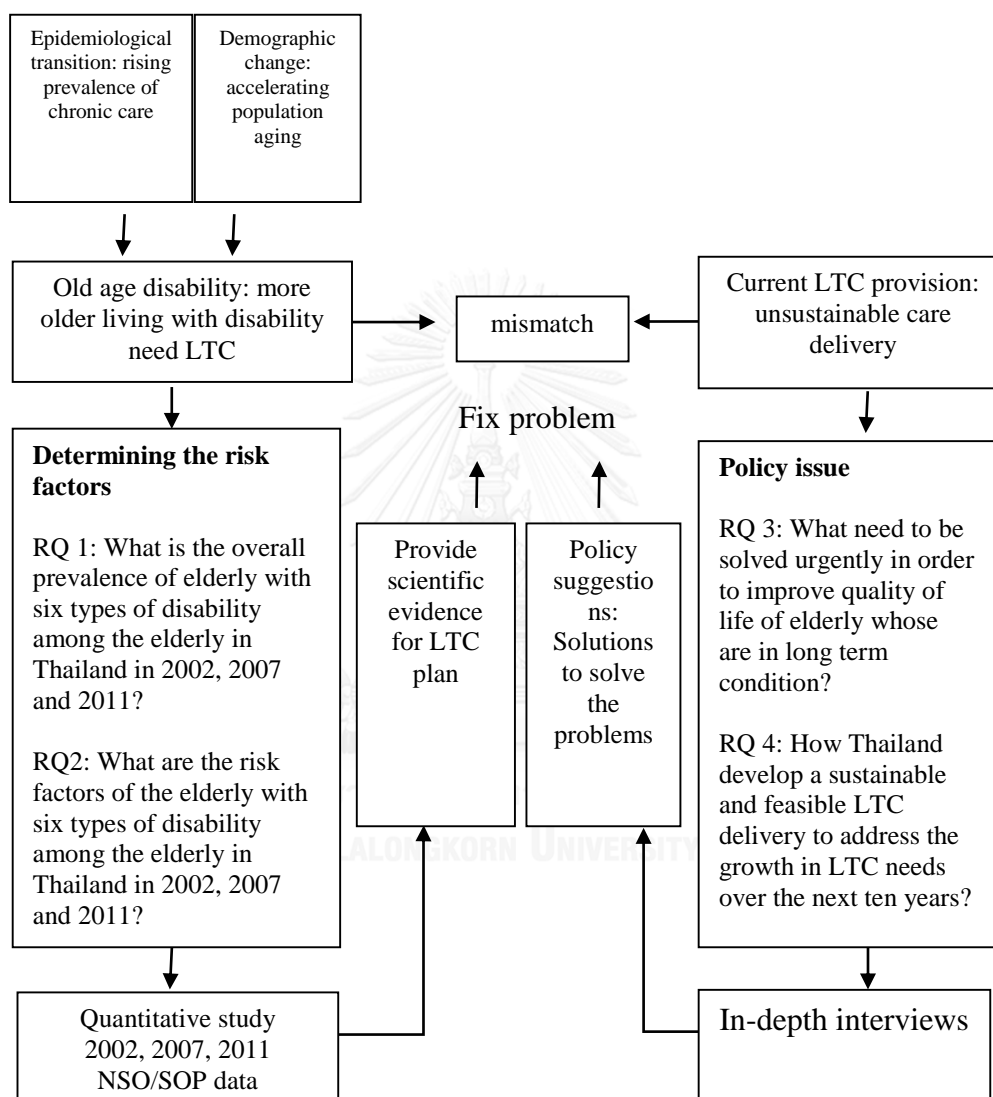 Epidemiological
transition: rising
prevalence of
chronic care
Demographic
change:
accelerating
population
aging
Old age disability: more
older living with disability
need LTC
mismatch
Current LTC provision:
unsustainable care
delivery
Fix problem
Determining the risk
factors
RQ 1: What is the overall
prevalence of elderly with
six types of disability
among the elderly in
Thailand in 2002, 2007
and 2011?
RQ2: What are the risk
factors of the elderly with
six types of disability
among the elderly in
Thailand in 2002, 2007
and 2011?
Provide
scientific
evidence
for LTC
plan
Policy
suggestio
ns:
Solutions
to solve
the
problems
Policy issue
RQ 3: What need to be
solved urgently in order
to improve quality of
life of elderly whose
are in long term
condition?
RQ 4: How Thailand
develop a sustainable
and feasible LTC
delivery to address the
growth in LTC needs
over the next ten years?
LALONGKORN UNIVERSITY
Quantitative study
2002, 2007, 2011
NSO/SOP data
In-depth interviews